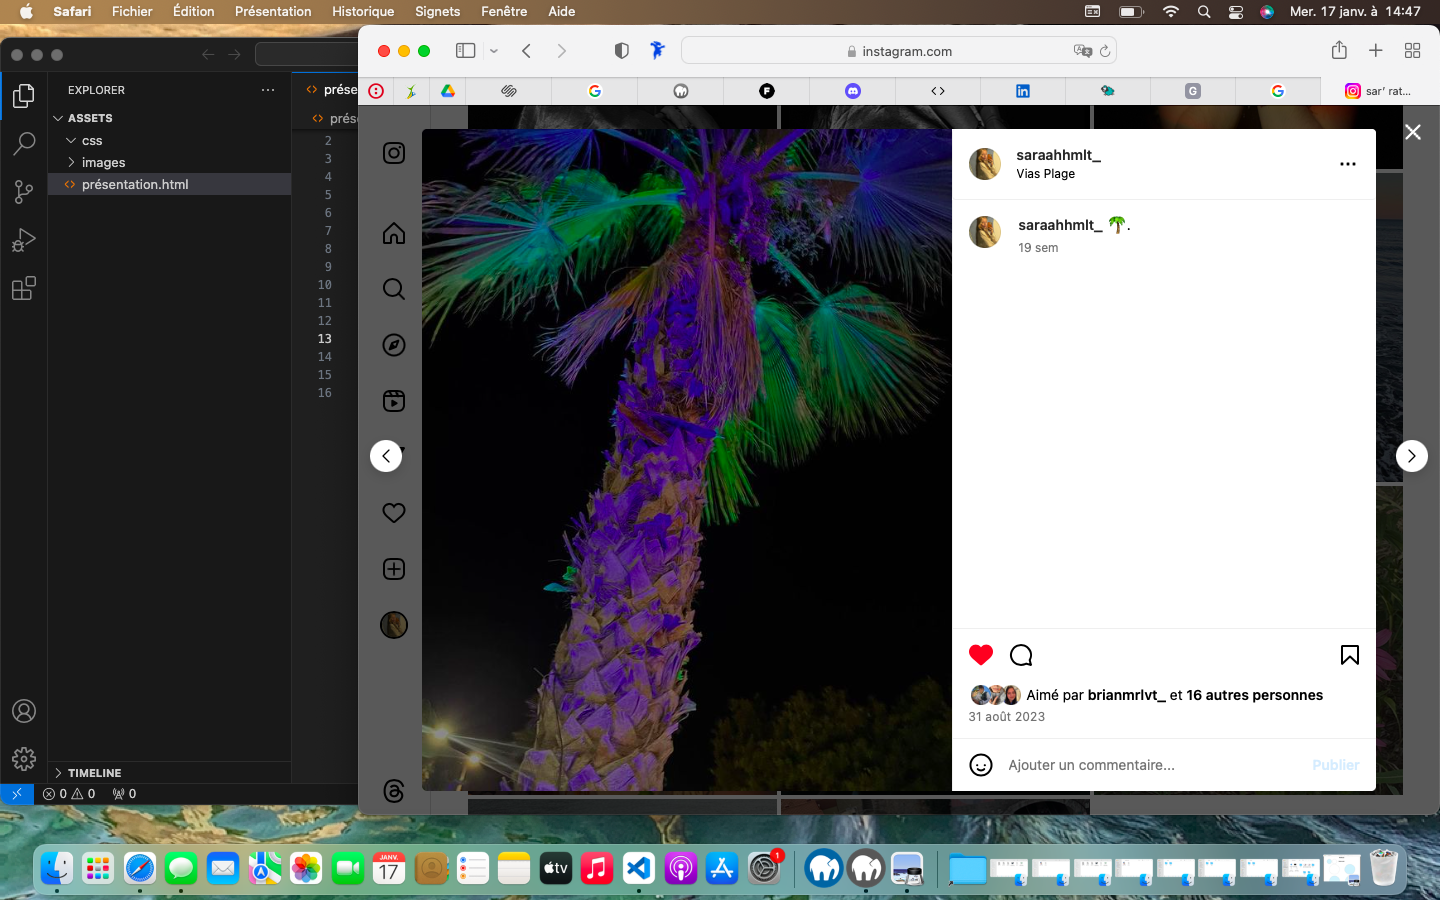 Safari Fichier Édition Présentation Historique Signets Fenêtre Aide Mer. 17 janv. à 14:47
instagram.com
sar’ rat...
EXPLORER
ASSETS
css
images
présentation.html
prése
prés
2
3
4
5
6
7
8
9
10
11
12
13
14
15
16
TIMELINE
0 0 0
saraahhmlt_
Vias Plage
saraahhmlt_ 🌴.
19 sem
Aimé par brianmrlvt_ et 16 autres personnes
31 août 2023
Ajouter un commentaire...
Publier
JANV.
17
tv
1